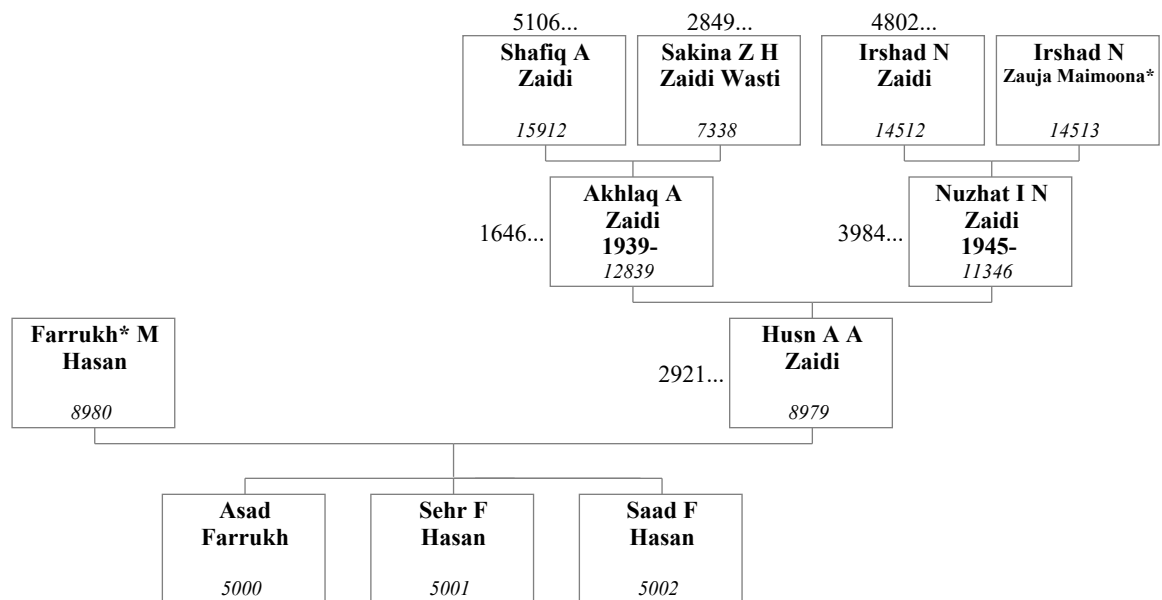 5106...
2849...
4802...
Shafiq A
Zaidi
15912
Sakina Z H
Zaidi Wasti
7338
Irshad N
Zaidi
14512
Irshad N
Zauja Maimoona*
14513
1646...
Akhlaq A
Zaidi
1939-
12839
3984...
Nuzhat I N
Zaidi
1945-
11346
Farrukh* M
Hasan
8980
2921...
Husn A A
Zaidi
8979
Asad
Farrukh
5000
Sehr F
Hasan
5001
Saad F
Hasan
5002